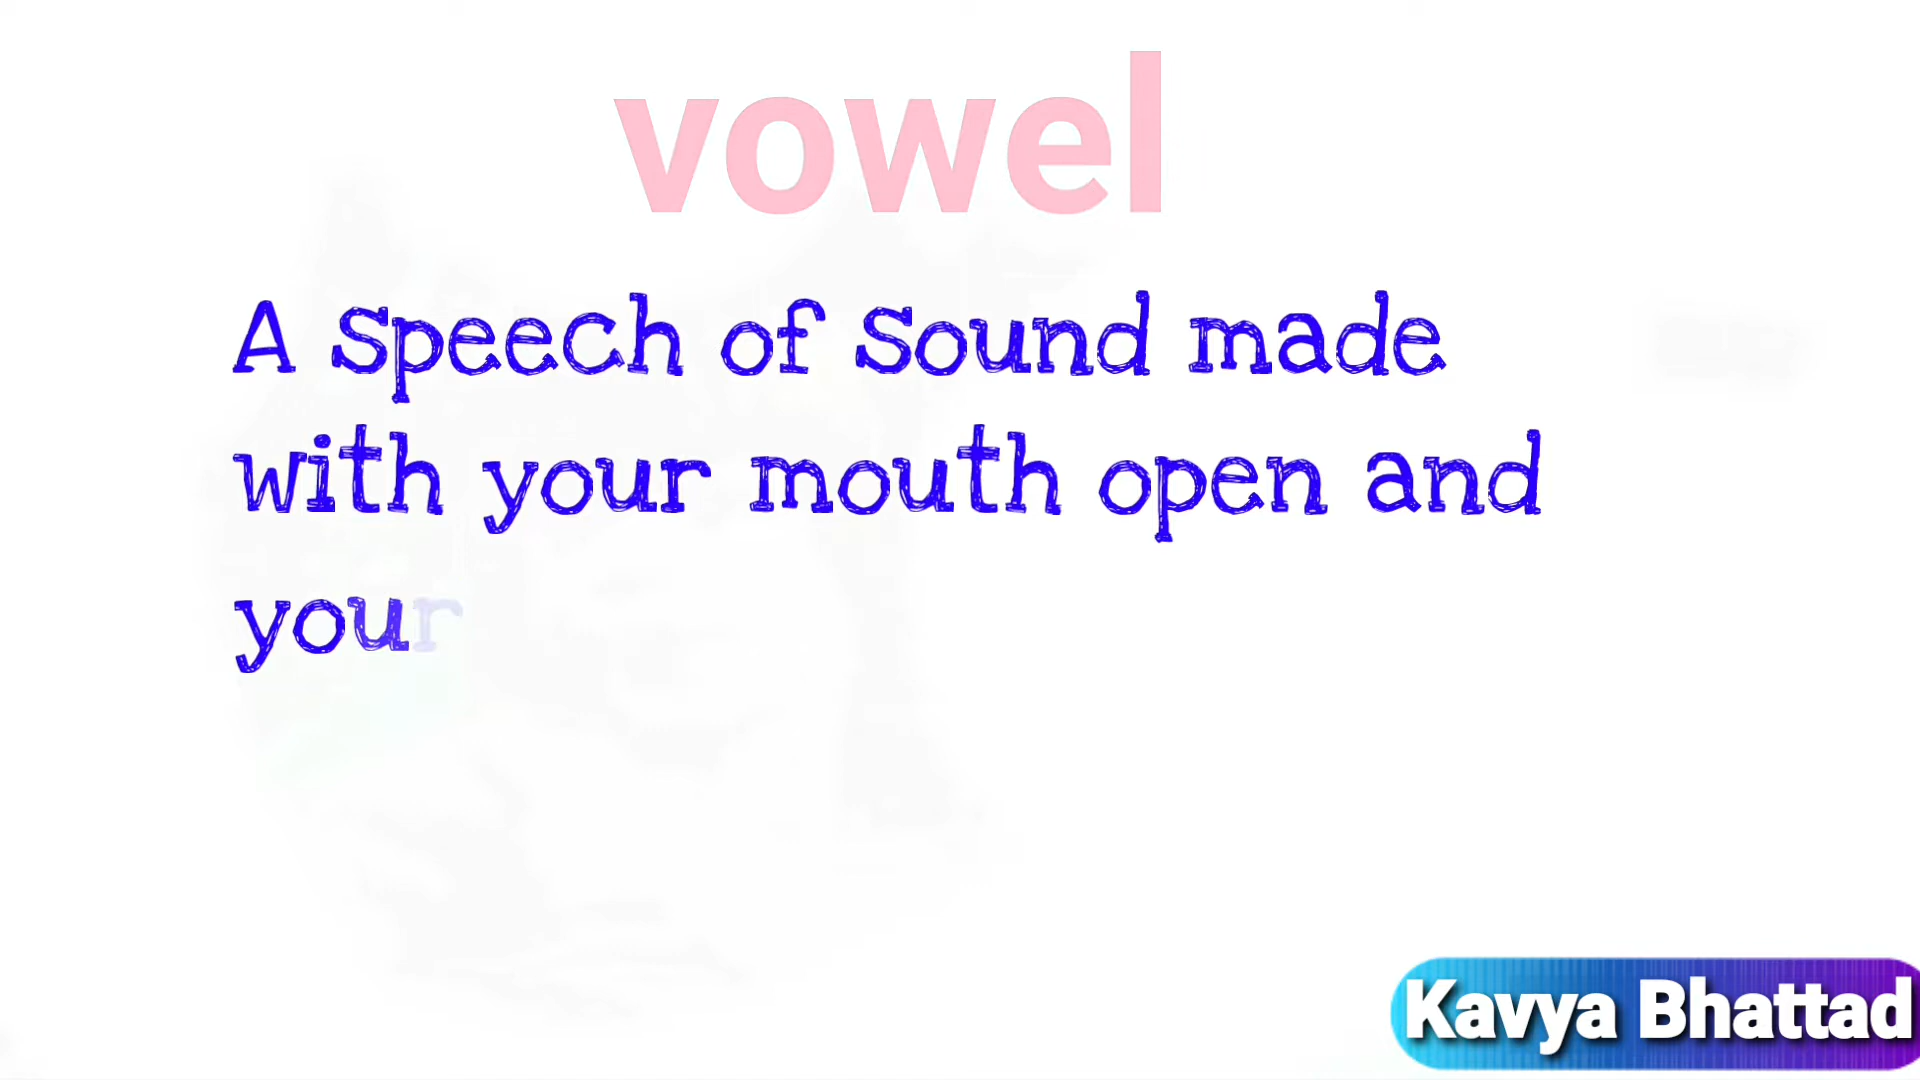 vowel
A speech of sound made
with your mouth open and
your
Kavya Bhattad